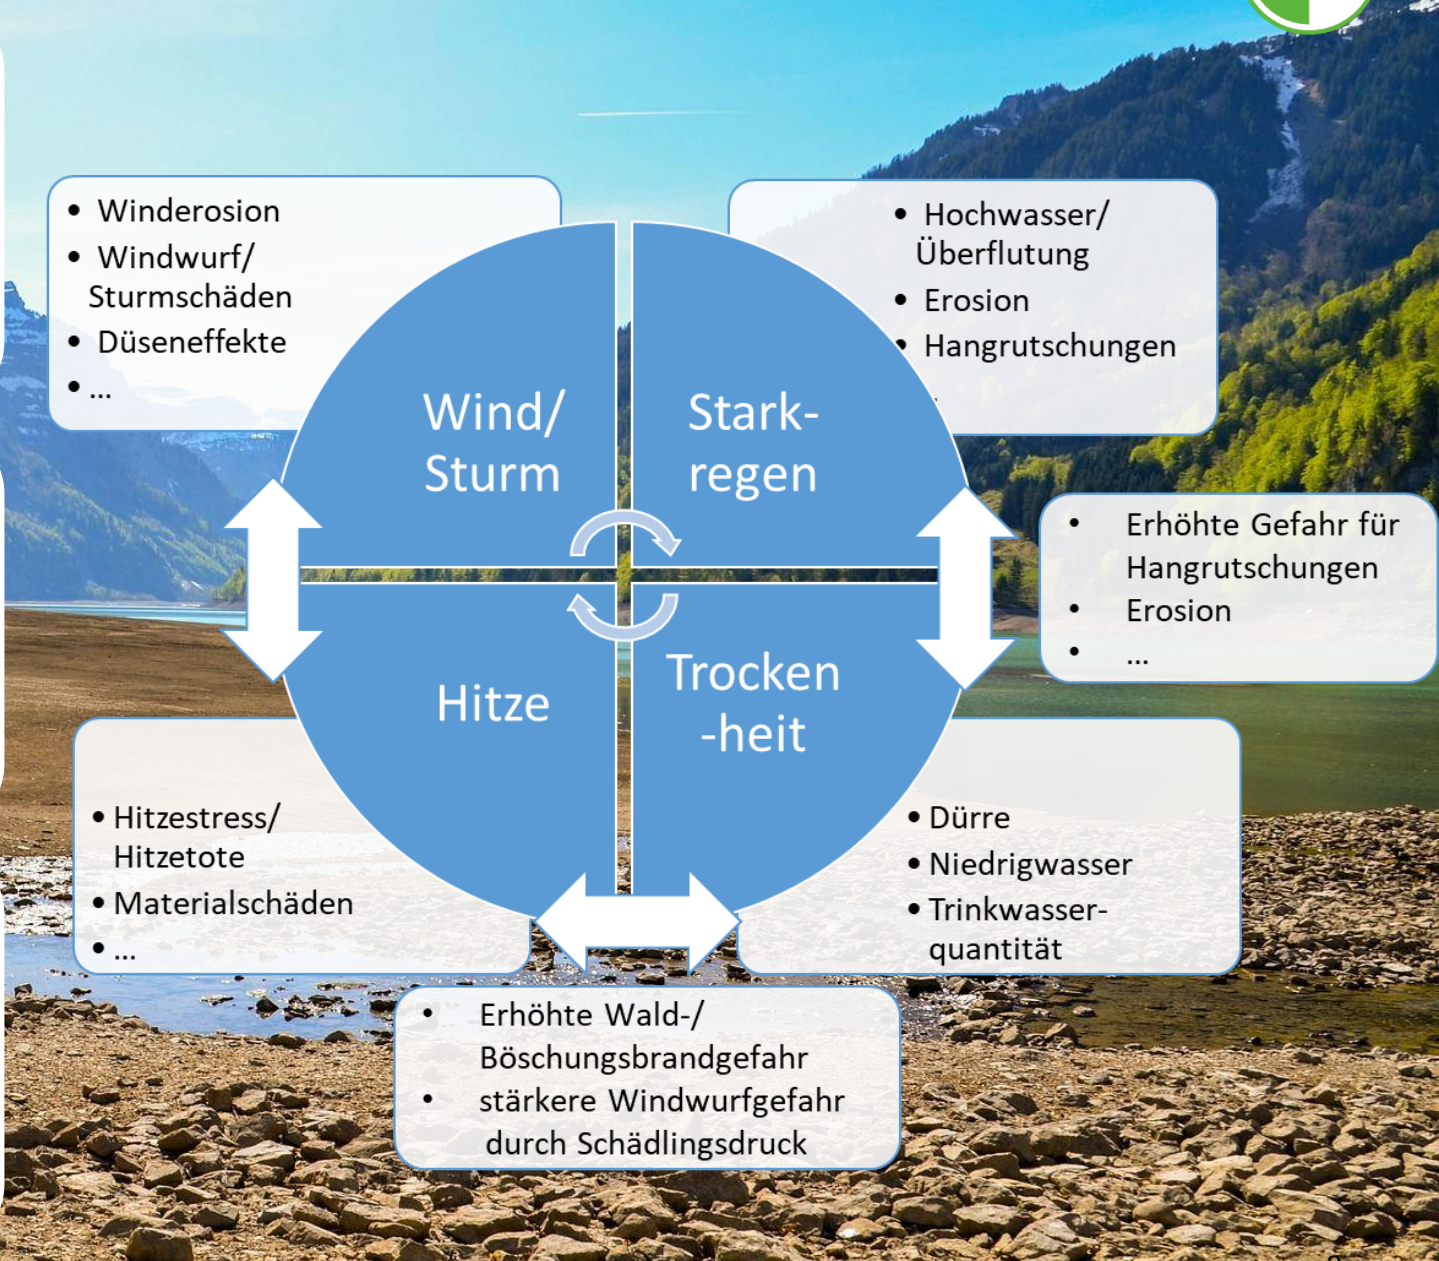 • Winderosion
• Windwurf/
Sturmschäden
• Düseneffekte
• ...
• Hochwasser/
Überflutung
• Erosion
• Hangrutschungen
Wind/
Sturm
Stark-
regen
• Erhöhte Gefahr für
Hangrutschungen
• Erosion
• ...
Hitze
Trocken
-heit
• Hitzestress/
Hitzetote
• Materialschäden
• ...
• Dürre
• Niedrigwasser
• Trinkwasser-
quantität
• Erhöhte Wald-/
Böschungsbrandgefahr
• stärkere Windwurfgefahr
durch Schädlingsdruck